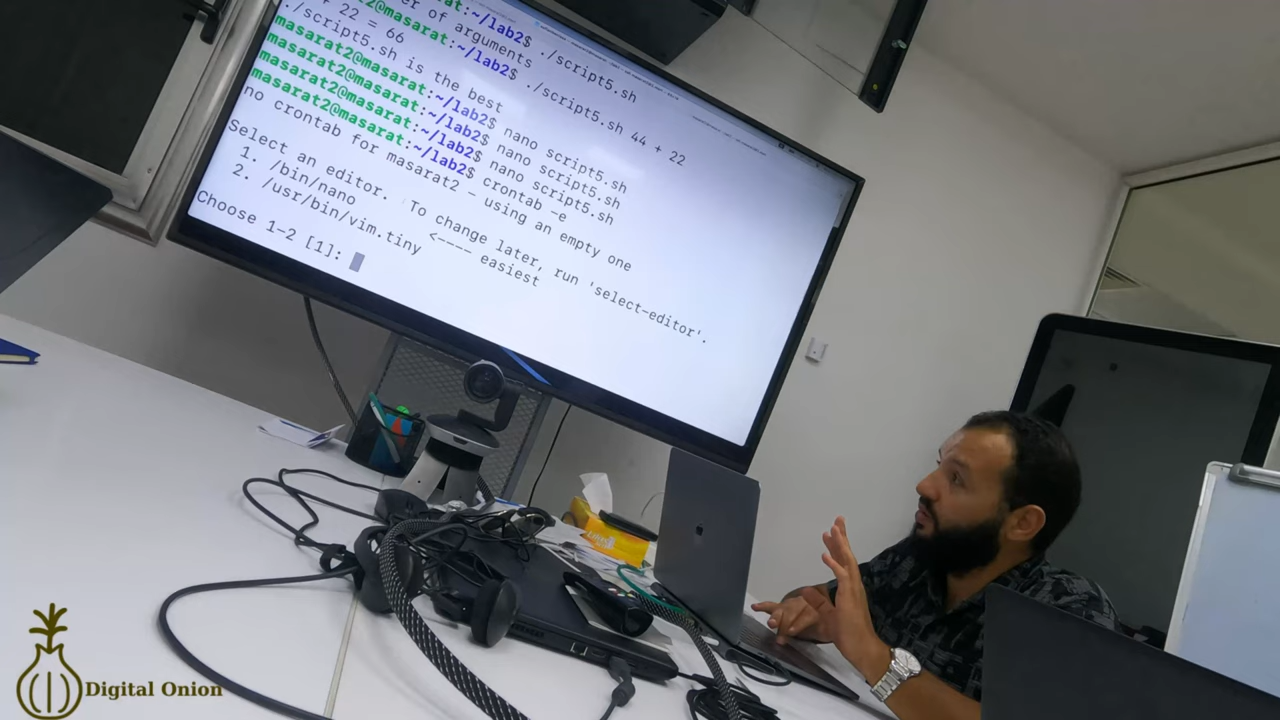 masarat2@masarat:~/lab2$ ./script5.sh
er of arguments
masarat2@masarat:~/lab2$ ./script5.sh 44 + 22
+ 22 = 66
/script5.sh is the best
masarat2@masarat:~/lab2$ nano script5.sh
masarat2@masarat:~/lab2$ nano script5.sh
masarat2@masarat:~/lab2$ nano script5.sh
masarat2@masarat:~/lab2$ crontab -e
no crontab for masarat2 - using an empty one
Select an editor. To change later, run 'select-editor'.
1. /bin/nano <---- easiest
2. /usr/bin/vim.tiny
Choose 1-2 [1]:
Digital Onion